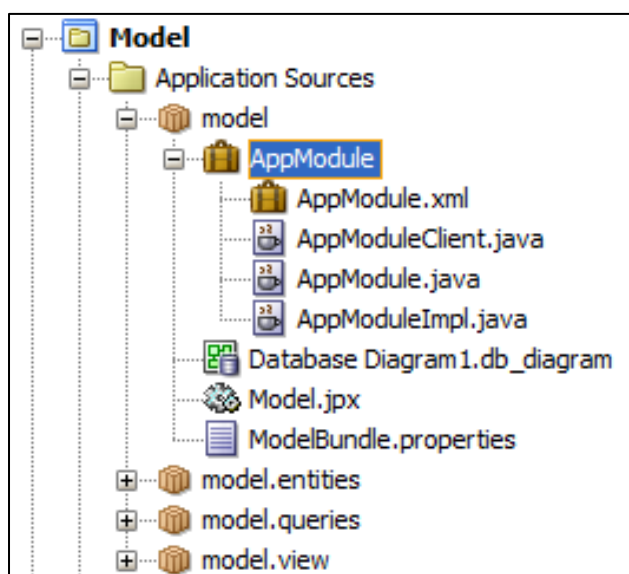 Model
Application Sources
model
AppModule
AppModule.xml
AppModuleClient.java
AppModule.java
AppModuleImpl.java
Database Diagram1.db_diagram
Model.jpx
ModelBundle.properties
model.entities
model.queries
model.view